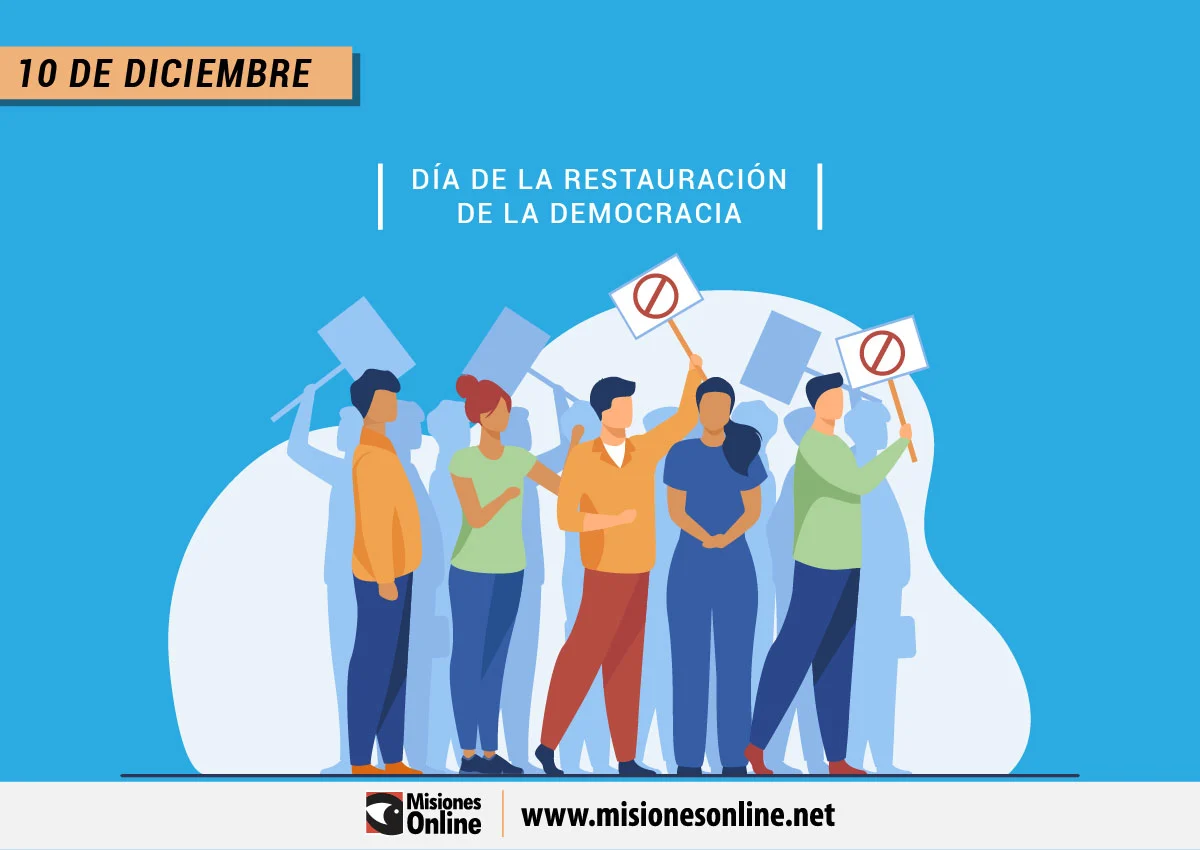 10 DE DICIEMBRE
DÍA DE LA RESTAURACIÓN
DE LA DEMOCRACIA
Misiones
Online
www.misionesonline.net